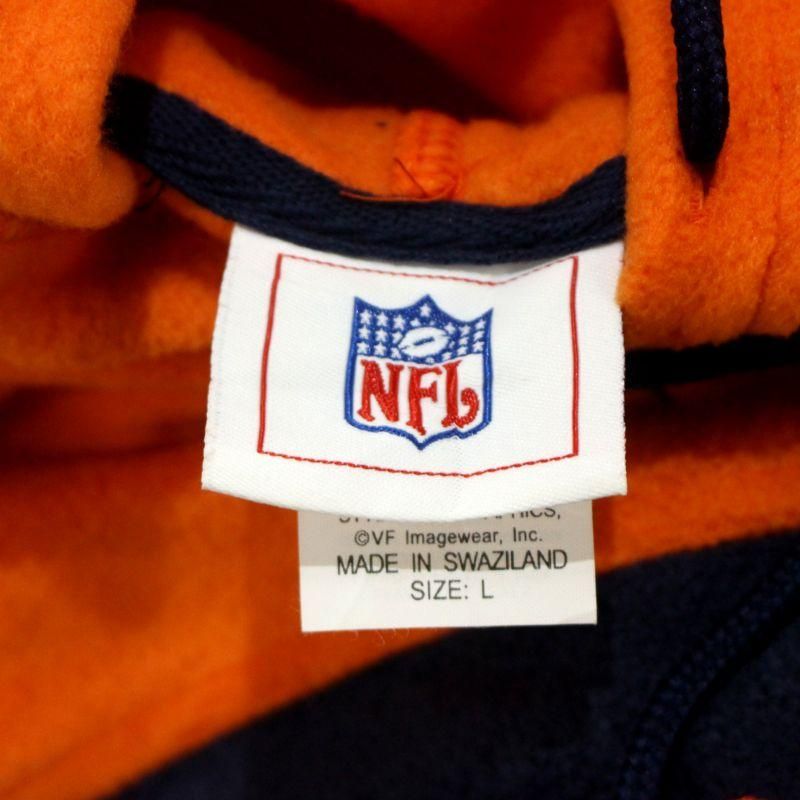 NFL
©VF Imagewear, Inc.
MADE IN SWAZILAND
SIZE: L